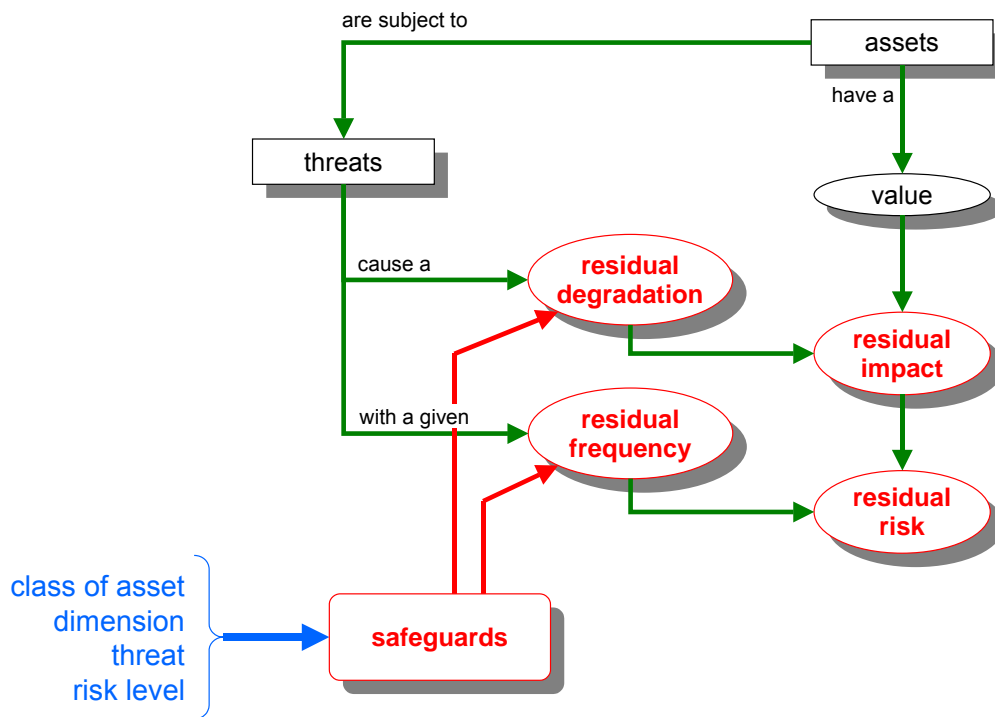 are subject to
assets
have a
threats
value
cause a
residual
degradation
residual
impact
with a given
residual
frequency
residual
risk
class of asset
dimension
threat
risk level
safeguards